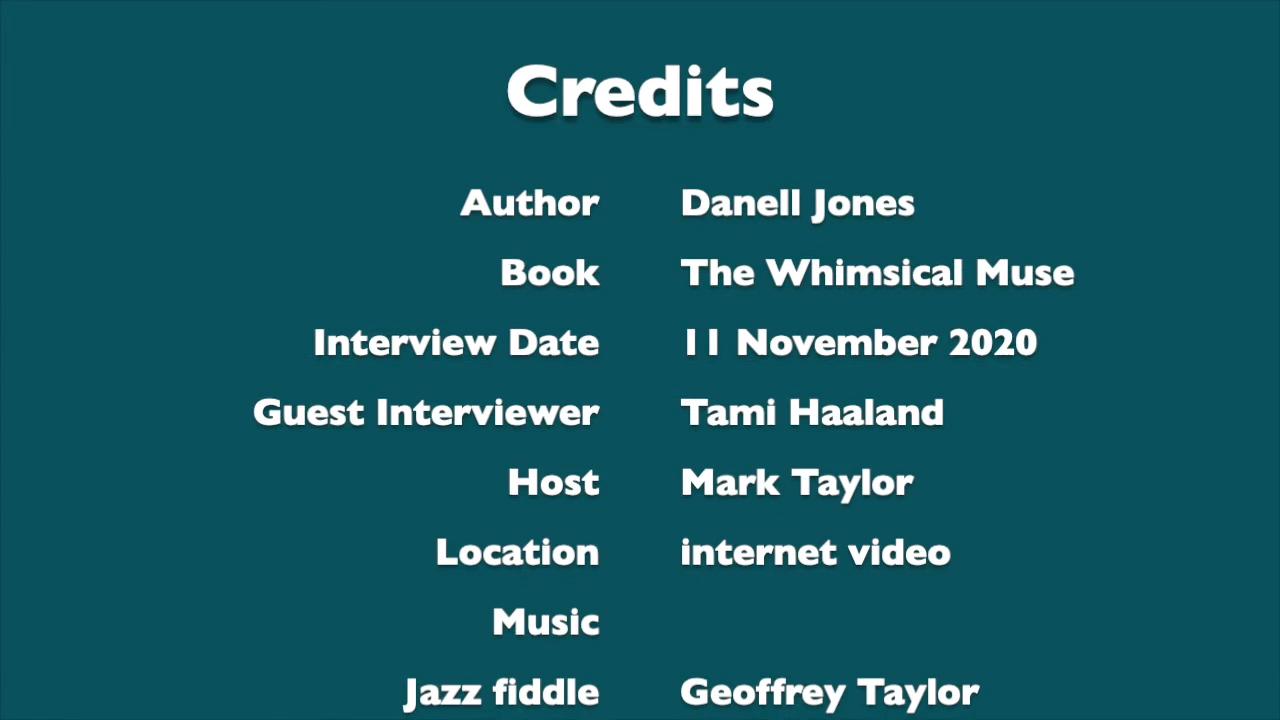 Credits
Author Danell Jones
Book The Whimsical Muse
Interview Date 11 November 2020
Guest Interviewer Tami Haaland
Host Mark Taylor
Location internet video
Music
Jazz fiddle Geoffrey Taylor